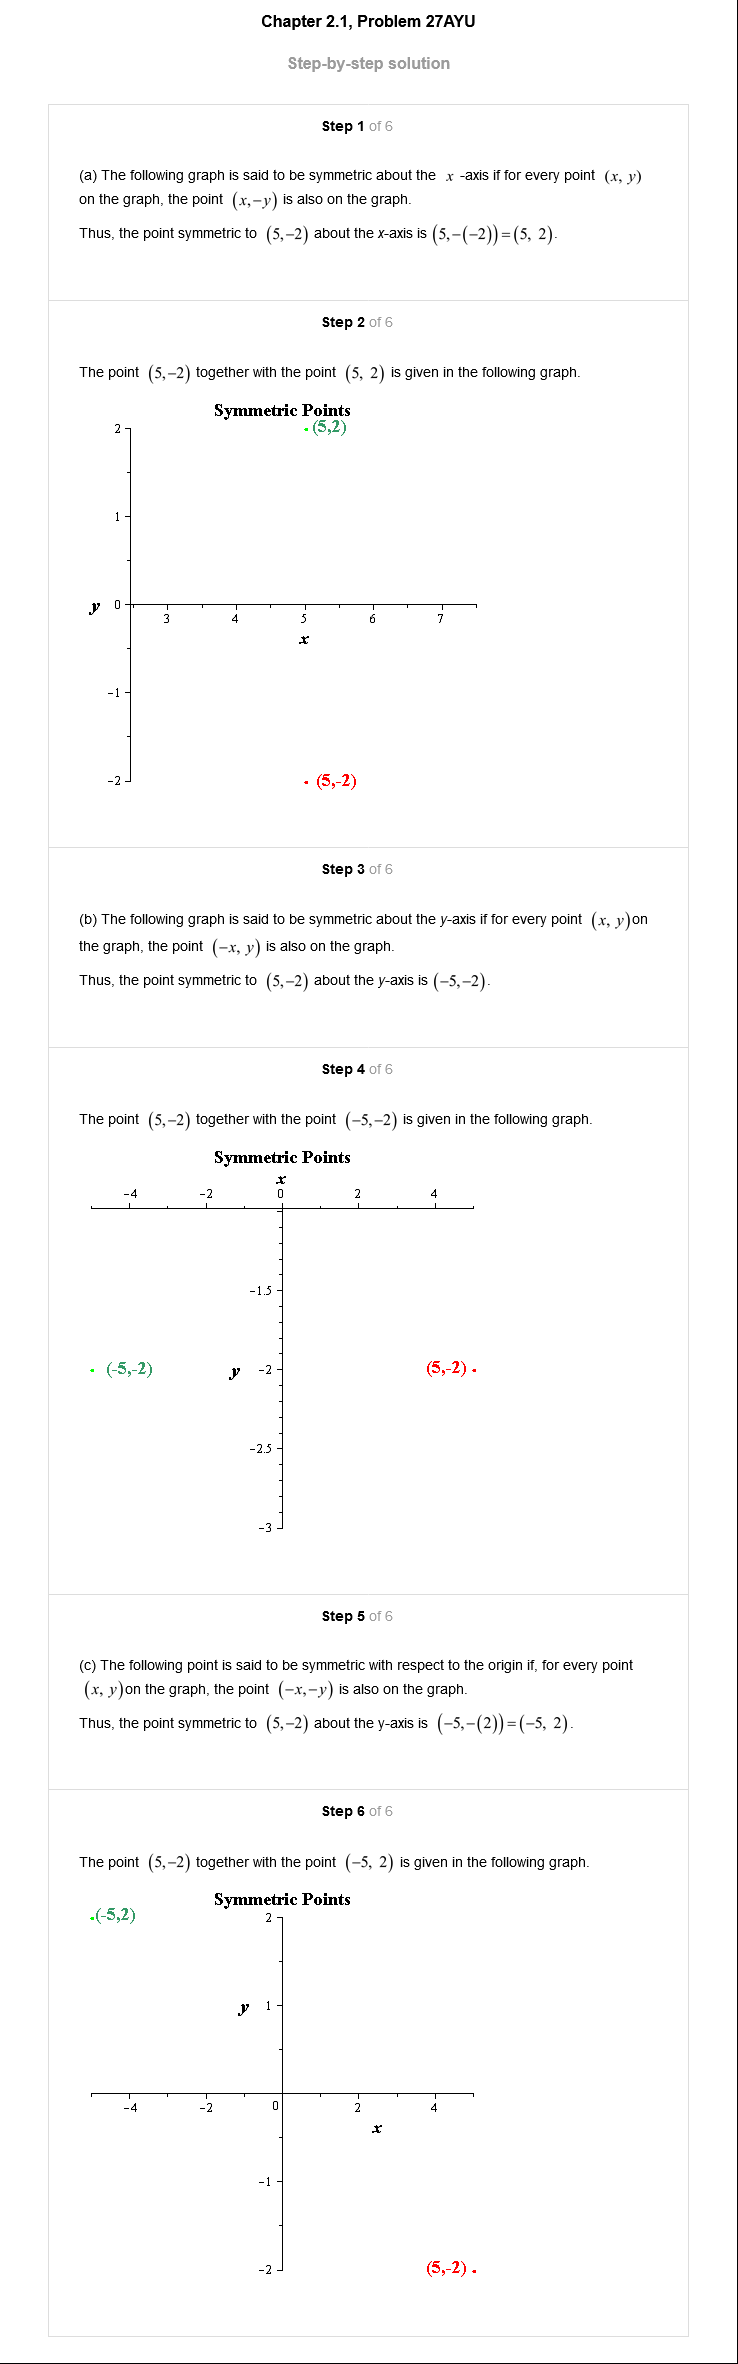 Chapter 2.1, Problem 27AYU
Step-by-step solution
Step 1 of 6
(a) The following graph is said to be symmetric about the x -axis if for every point (x, y)
on the graph, the point (x,−y) is also on the graph.
Thus, the point symmetric to (5,−2) about the x-axis is (5,−(−2))=(5, 2).
Step 2 of 6
The point (5,−2) together with the point (5, 2) is given in the following graph.
Symmetric Points
2
(5,2)
1
y 0
3 4 5 6 7
x
−1
−2
(5,-2)
Step 3 of 6
(b) The following graph is said to be symmetric about the y-axis if for every point (x, y)on
the graph, the point (−x, y) is also on the graph.
Thus, the point symmetric to (5,−2) about the y-axis is (−5,−2).
Step 4 of 6
The point (5,−2) together with the point (−5,−2) is given in the following graph.
Symmetric Points
x
−4 −2 0 2 4
−1.5
(-5,-2) y −2 (5,-2)
−2.5
−3
Step 5 of 6
(c) The following point is said to be symmetric with respect to the origin if, for every point
(x, y)on the graph, the point (−x,−y) is also on the graph.
Thus, the point symmetric to (5,−2) about the y-axis is (−5,−(2))=(−5, 2).
Step 6 of 6
The point (5,−2) together with the point (−5, 2) is given in the following graph.
Symmetric Points
(-5,2) 2
y 1
−4 −2 0 2 4
x
−1
−2 (5,-2)